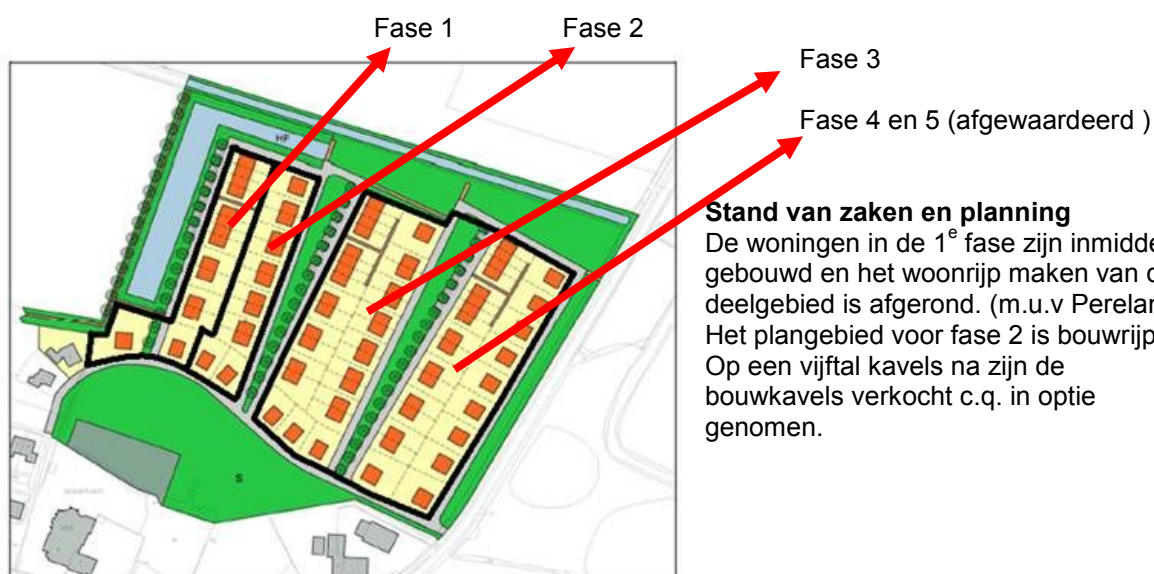 Fase 1
Fase 2
Fase 3
Fase 4 en 5 (afgewaardeerd )
Stand van zaken en planning
De woningen in de 1e fase zijn
gebouwd en het woonrijp maken van
deelgebied is afgerond. (m.u.v
Het plangebied voor fase 2 is bouwrijp
Op een vijftal kavels na zijn de
bouwkavels verkocht c.q. in optie
genomen.
HF
S